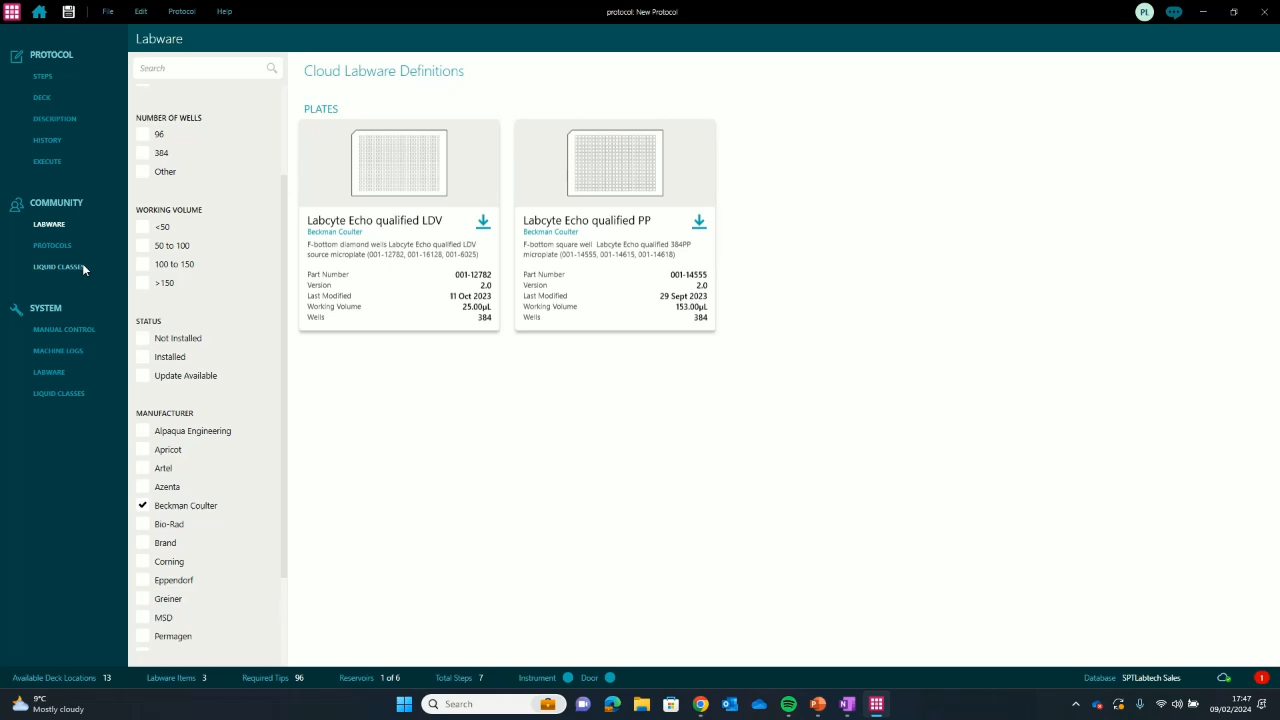 File Edit Protocol Help
protocol: New Protocol
PL
PROTOCOL
STEPS
DECK
DESCRIPTION
HISTORY
EXECUTE
COMMUNITY
LABWARE
PROTOCOLS
LIQUID CLASSES
SYSTEM
MANUAL CONTROL
MACHINE LOGS
LABWARE
LIQUID CLASSES
Labware
Search
NUMBER OF WELLS
96
384
Other
WORKING VOLUME
<50
50 to 100
100 to 150
>150
STATUS
Not Installed
Installed
Update Available
MANUFACTURER
Alpaqua Engineering
Apricot
Artel
Azenta
Beckman Coulter
Bio-Rad
Brand
Corning
Eppendorf
Greiner
MSD
Permagen
Cloud Labware Definitions
PLATES
Labcyte Echo qualified LDV
Beckman Coulter
F-bottom diamond wells Labcyte Echo qualified LDV
source microplate (001-12782, 001-16128, 001-6025)
Part Number 001-12782
Version 2.0
Last Modified 11 Oct 2023
Working Volume 25.00µL
Wells 384
Labcyte Echo qualified PP
Beckman Coulter
F-bottom square well Labcyte Echo qualified 384PP
microplate (001-14555, 001-14615, 001-14618)
Part Number 001-14555
Version 2.0
Last Modified 29 Sept 2023
Working Volume 153.00µL
Wells 384
Available Deck Locations 13 Labware Items 3 Required Tips 96 Reservoirs 1 of 6 Total Steps 7 Instrument Door Database SPTLabtech Sales 1
9°C
Mostly cloudy
Search
17:47
09/02/2024